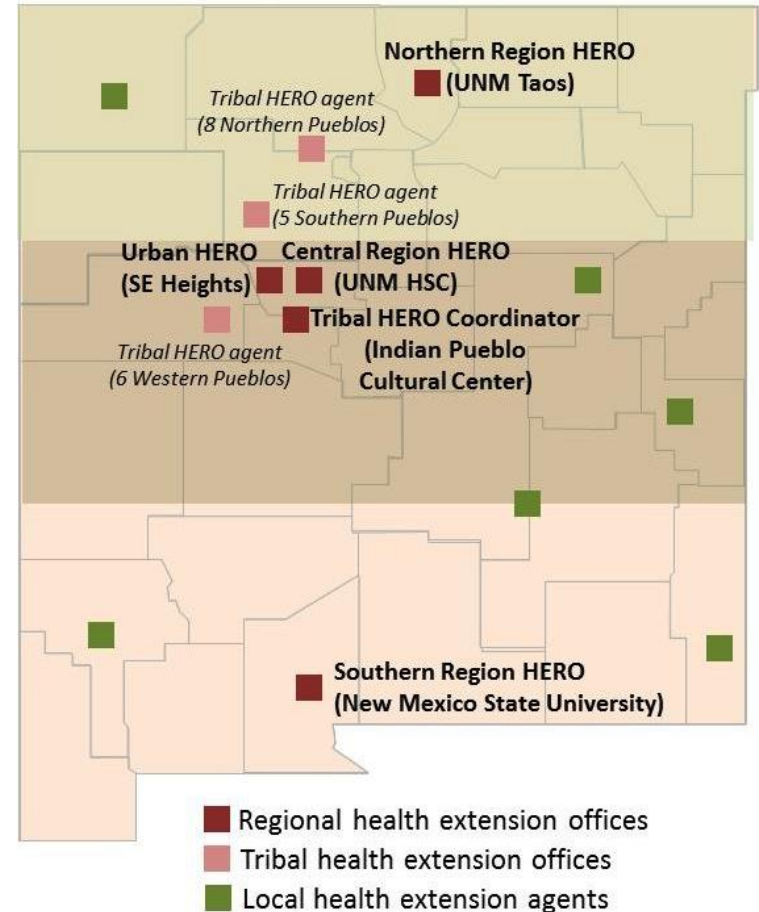 Northern Region HERO
(UNM Taos)
Tribal HERO agent
(8 Northern Pueblos)
Tribal HERO agent
(5 Southern Pueblos)
Urban HERO
(SE Heights)
Central Region HERO
(UNM HSC)
Tribal HERO Coordinator
(Indian Pueblo
Cultural Center)
Tribal HERO agent
(6 Western Pueblos)
Southern Region HERO
(New Mexico State University)
Regional health extension offices
Tribal health extension offices
Local health extension agents